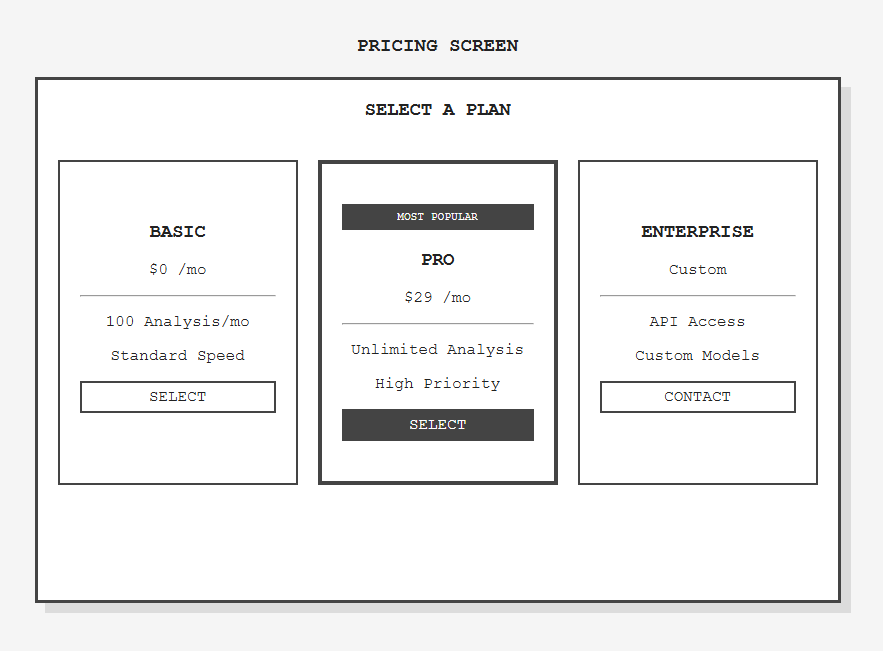 PRICING SCREEN
SELECT A PLAN
BASIC
$0 /mo
100 Analysis/mo
Standard Speed
SELECT
MOST POPULAR
PRO
$29 /mo
Unlimited Analysis
High Priority
SELECT
ENTERPRISE
Custom
API Access
Custom Models
CONTACT